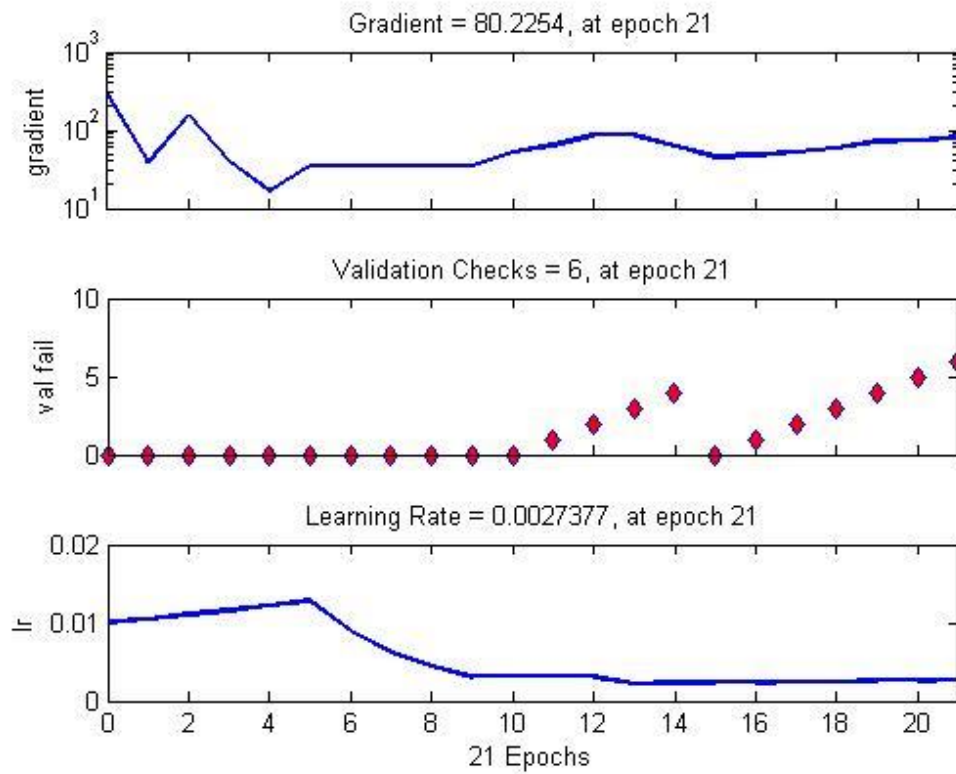 Gradient = 80.2254, at epoch 21
10^3
10^2
10^1
gradient
Validation Checks = 6, at epoch 21
10
5
0
val fail
Learning Rate = 0.0027377, at epoch 21
0.02
0.01
0
lr
0 2 4 6 8 10 12 14 16 18 20
21 Epochs